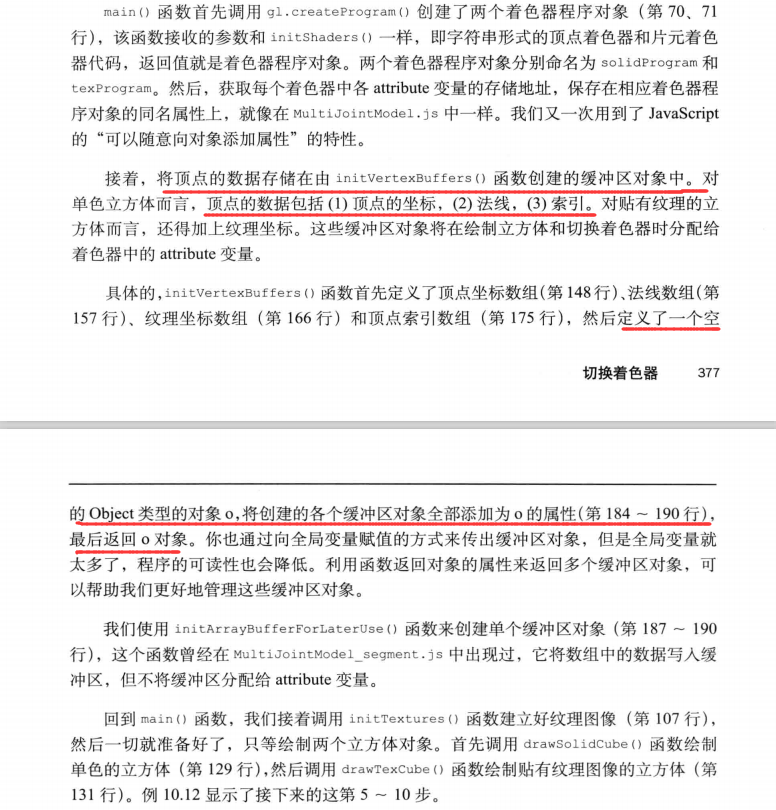 main() 函数首先调用 gl.createProgram() 创建了两个着色器程序对象（第 70、71
行），该函数接收的参数和 initShaders() 一样，即字符串形式的顶点着色器和片元着色
器代码，返回值就是着色器程序对象。两个着色器程序对象分别命名为 solidProgram 和
texProgram。然后，获取每个着色器中各 attribute 变量的存储地址，保存在相应着色器程
序对象的同名属性上，就像在 MultiJointModel.js 中一样。我们又一次用到了 JavaScript
的“可以随意向对象添加属性”的特性。
接着，将顶点的数据存储在由 initVertexBuffers() 函数创建的缓冲区对象中。对
单色立方体而言，顶点的数据包括 (1) 顶点的坐标，(2) 法线，(3) 索引。对贴有纹理的立
方体而言，还得加上纹理坐标。这些缓冲区对象将在绘制立方体和切换着色器时分配给
着色器中的 attribute 变量。
具体的，initVertexBuffers() 函数首先定义了顶点坐标数组(第 148 行)、法线数组(第
157 行)、纹理坐标数组（第 166 行）和顶点索引数组（第 175 行），然后定义了一个空
切换着色器 377
的 Object 类型的对象 o，将创建的各个缓冲区对象全部添加为 o 的属性(第 184 ~ 190 行)，
最后返回 o 对象。你也通过向全局变量赋值的方式来传出缓冲区对象，但是全局变量就
太多了，程序的可读性也会降低。利用函数返回对象的属性来返回多个缓冲区对象，可
以帮助我们更好地管理这些缓冲区对象。
我们使用 initArrayBufferForLaterUse() 函数来创建单个缓冲区对象（第 187 ~ 190
行），这个函数曾经在 MultiJointModel_segment.js 中出现过，它将数组中的数据写入缓
冲区，但不将缓冲区分配给 attribute 变量。
回到 main() 函数，我们接着调用 initTextures() 函数建立好纹理图像（第 107 行），
然后一切就准备好了，只等绘制两个立方体对象。首先调用 drawSolidCube() 函数绘制
单色的立方体（第 129 行），然后调用 drawTexCube() 函数绘制贴有纹理图像的立方体（第
131 行）。例 10.12 显示了接下来的这第 5 ~ 10 步。